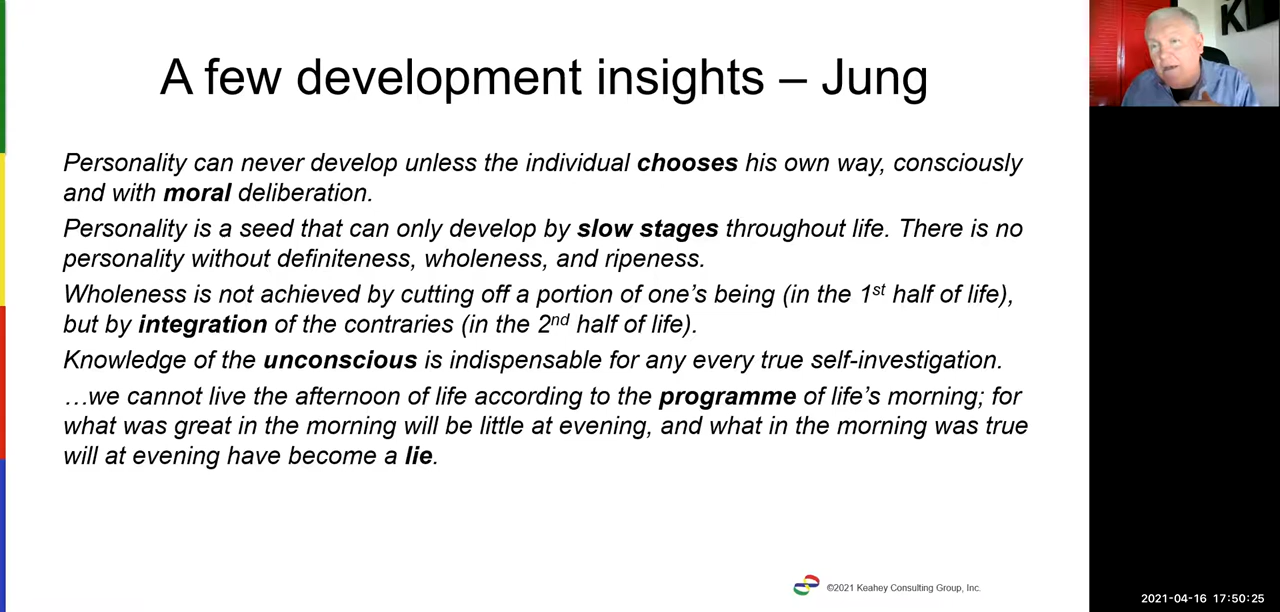 A few development insights – Jung
Personality can never develop unless the individual chooses his own way, consciously
and with moral deliberation.
Personality is a seed that can only develop by slow stages throughout life. There is no
personality without definiteness, wholeness, and ripeness.
Wholeness is not achieved by cutting off a portion of one’s being (in the 1st half of life),
but by integration of the contraries (in the 2nd half of life).
Knowledge of the unconscious is indispensable for any every true self-investigation.
…we cannot live the afternoon of life according to the programme of life’s morning; for
what was great in the morning will be little at evening, and what in the morning was true
will at evening have become a lie.
©2021 Keahey Consulting Group, Inc.
2021-04-16 17:50:25